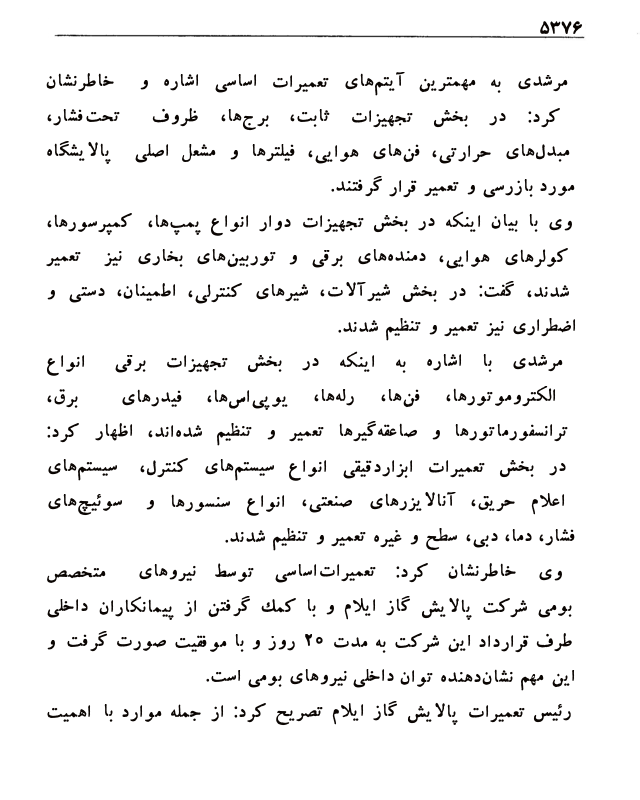 ۵۳۷۶
مرشدی به مهمترین آیتم‌های تعمیرات اساسی اشاره و خاطرنشان
کرد: در بخش تجهیزات ثابت، برج‌ها، ظروف تحت‌فشار،
مبدل‌های حرارتی، فن‌های هوایی، فیلترها و مشعل اصلی پالایشگاه
مورد بازرسی و تعمیر قرار گرفتند.
وی با بیان اینکه در بخش تجهیزات دوار انواع پمپ‌ها، کمپرسورها،
کولرهای هوایی، دمنده‌های برقی و توربین‌های بخاری نیز تعمیر
شدند، گفت: در بخش شیرآلات، شیرهای کنترلی، اطمینان، دستی و
اضطراری نیز تعمیر و تنظیم شدند.
مرشدی با اشاره به اینکه در بخش تجهیزات برقی انواع
الکتروموتورها، فن‌ها، رله‌ها، یوپی‌اس‌ها، فیدرهای برق،
ترانسفورماتورها و صاعقه‌گیرها تعمیر و تنظیم شده‌اند، اظهار کرد:
در بخش تعمیرات ابزاردقیقی انواع سیستم‌های کنترل، سیستم‌های
اعلام حریق، آنالایزرهای صنعتی، انواع سنسورها و سوئیچ‌های
فشار، دما، دبی، سطح و غیره تعمیر و تنظیم شدند.
وی خاطرنشان کرد: تعمیرات‌اساسی توسط نیروهای متخصص
بومی شرکت پالایش گاز ایلام و با کمک گرفتن از پیمانکاران داخلی
طرف قرارداد این شرکت به مدت ۲۵ روز و با موفقیت صورت گرفت و
این مهم نشان‌دهنده توان داخلی نیروهای بومی است.
رئیس تعمیرات پالایش گاز ایلام تصریح کرد: از جمله موارد با اهمیت